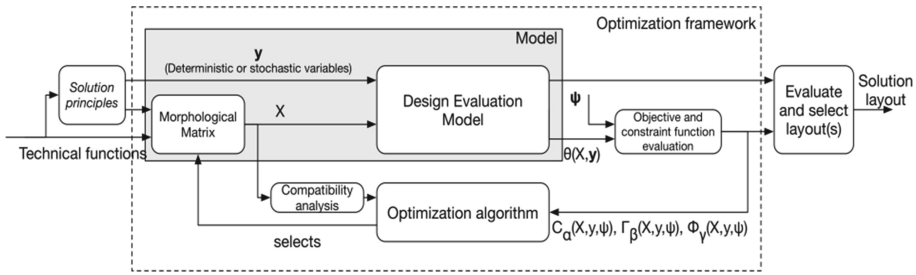 Optimization framework
Model
y
(Deterministic or stochastic variables)
Solution
principles
Morphological
Matrix
X
Design Evaluation
Model
ψ
Objective and
constraint function
evaluation
Evaluate
and select
layout(s)
Solution
layout
Technical functions
θ(X,y)
Compatibility
analysis
Optimization algorithm
selects
Cα(X,y,ψ), Γβ(X,y,ψ), Φγ(X,y,ψ)